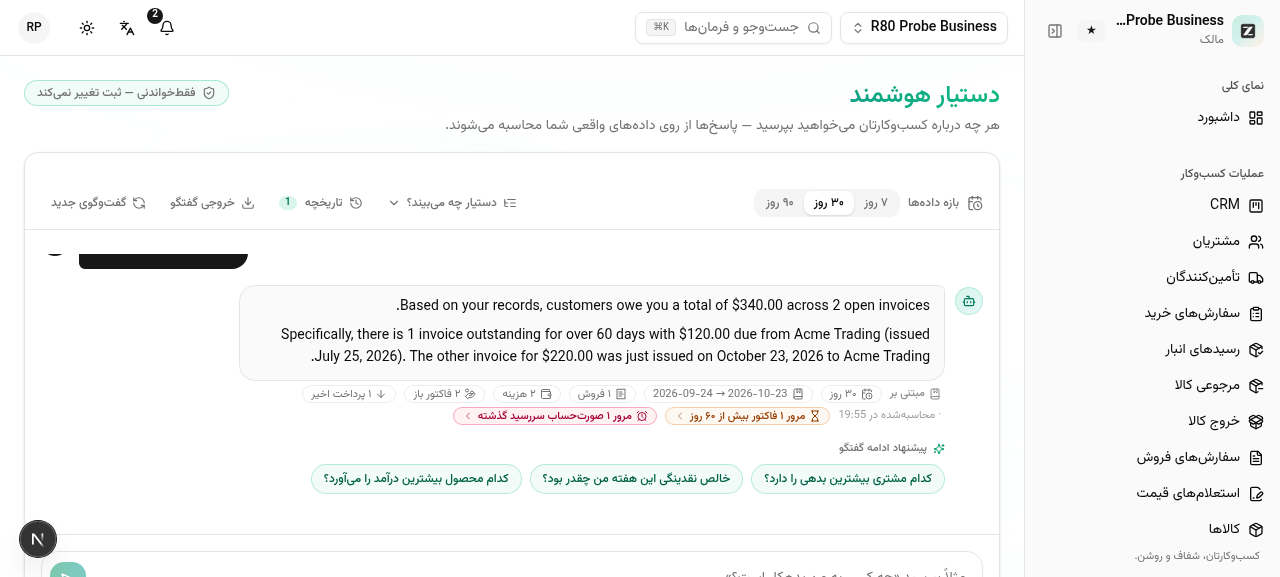 Probe Business...
مالک
★
R80 Probe Business
جست‌وجو و فرمان‌ها
⌘K
2
RP
نمای کلی
داشبورد
عملیات کسب‌وکار
CRM
مشتریان
تأمین‌کنندگان
سفارش‌های خرید
رسیدهای انبار
مرجوعی کالا
خروج کالا
سفارش‌های فروش
استعلام‌های قیمت
کالاها
کسب‌وکارتان، شفاف و روشن.
دستیار هوشمند
فقط‌خواندنی — ثبت تغییر نمی‌کند
هر چه درباره کسب‌وکارتان می‌خواهید بپرسید — پاسخ‌ها از روی داده‌های واقعی شما محاسبه می‌شوند.
بازه داده‌ها ۷ روز ۳۰ روز ۹۰ روز
دستیار چه می‌بیند؟ تاریخچه 1 خروجی گفتگو گفت‌وگوی جدید
Based on your records, customers owe you a total of $340.00 across 2 open invoices.
Specifically, there is 1 invoice outstanding for over 60 days with $120.00 due from Acme Trading (issued
July 25, 2026). The other invoice for $220.00 was just issued on October 23, 2026 to Acme Trading.
مبتنی بر ۳۰ روز 2026-09-24 → 2026-10-23 ۱ فروش ۲ هزینه ۲ فاکتور باز ۱ پرداخت اخیر
· محاسبه‌شده در 19:55 مرور ۱ فاکتور بیش از ۶۰ روز مرور ۱ صورت‌حساب سررسید گذشته
پیشنهاد ادامه گفتگو
کدام مشتری بیشترین بدهی را دارد؟ خالص نقدینگی این هفته من چقدر بود؟ کدام محصول بیشترین درآمد را می‌آورد؟
N